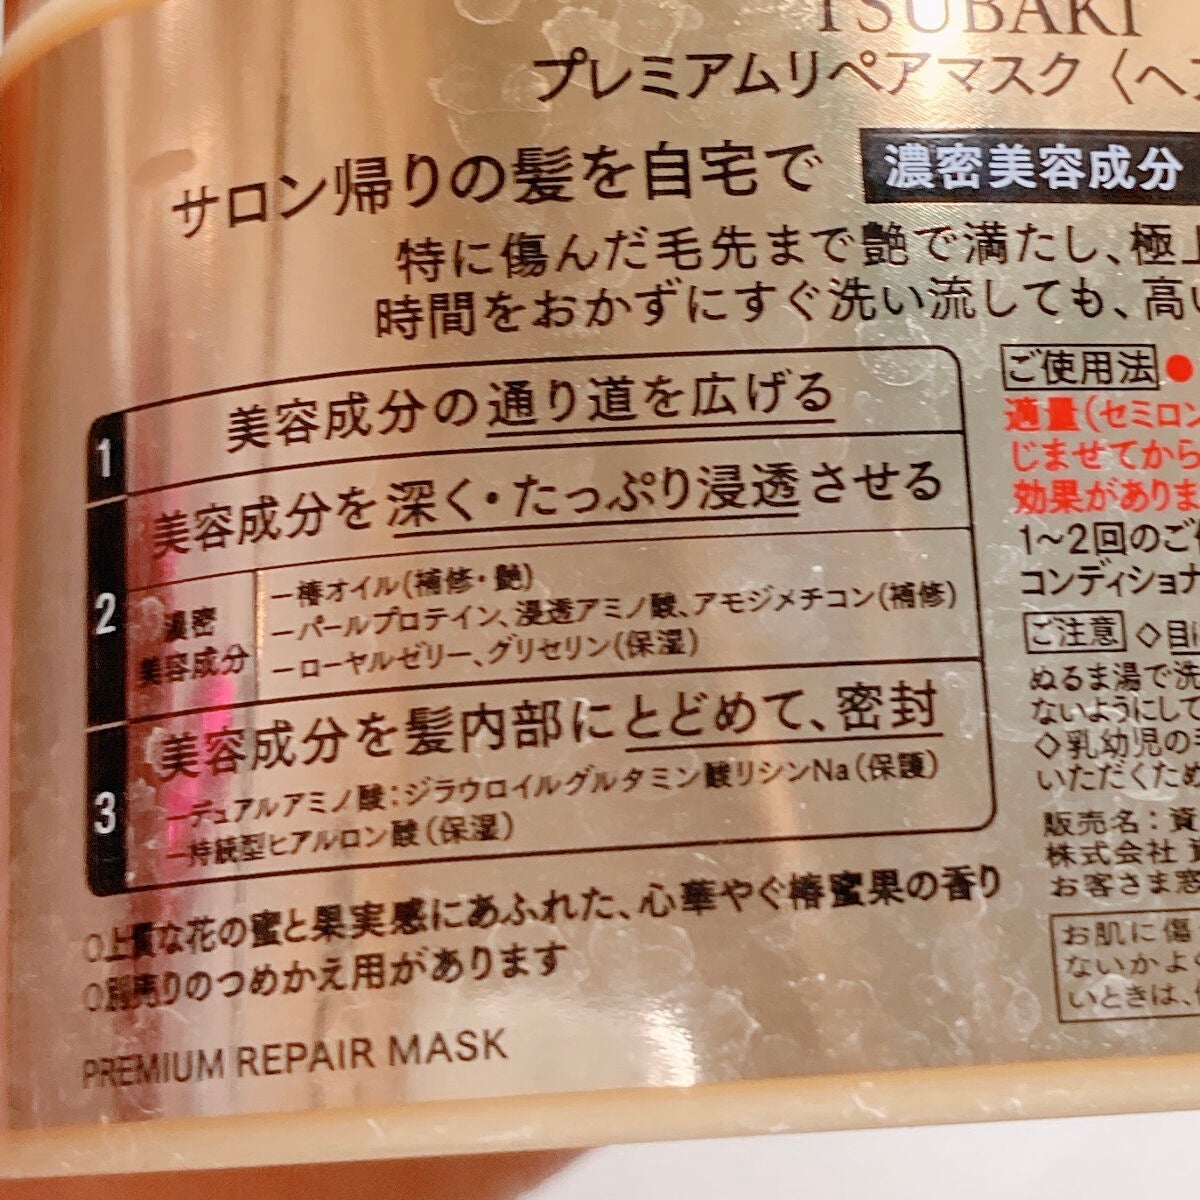 TSUBAKI
プレミアムリペアマスク〈ヘ
サロン帰りの髪を自宅で 濃密美容成分
特に傷んだ毛先まで艶で満たし、極上
時間をおかずにすぐ洗い流しても、高い
1 美容成分の通り道を広げる
2 美容成分を深く・たっぷり浸透させる
濃密
美容成分
ー椿オイル(補修・艶)
ーパールプロテイン、浸透アミノ酸、アモジメチコン(補修)
ーローヤルゼリー、グリセリン(保湿)
3 美容成分を髪内部にとどめて、密封
ーデュアルアミノ酸:ジラウロイルグルタミン酸リシンNa(保護)
ー持続型ヒアルロン酸(保湿)
○上質な花の蜜と果実感にあふれた、心華やぐ椿蜜果の香り
○別売りのつめかえ用があります
PREMIUM REPAIR MASK
ご使用法 ●
適量(セミロン
じませてから
効果がありま
1～2回のご
コンディショナ
ご注意 ◇目に
ぬるま湯で洗
ないようにして
◇乳幼児の
いただくため
販売名:資
株式会社 資
お客さま窓
お肌に傷
ないかよく
いときは、